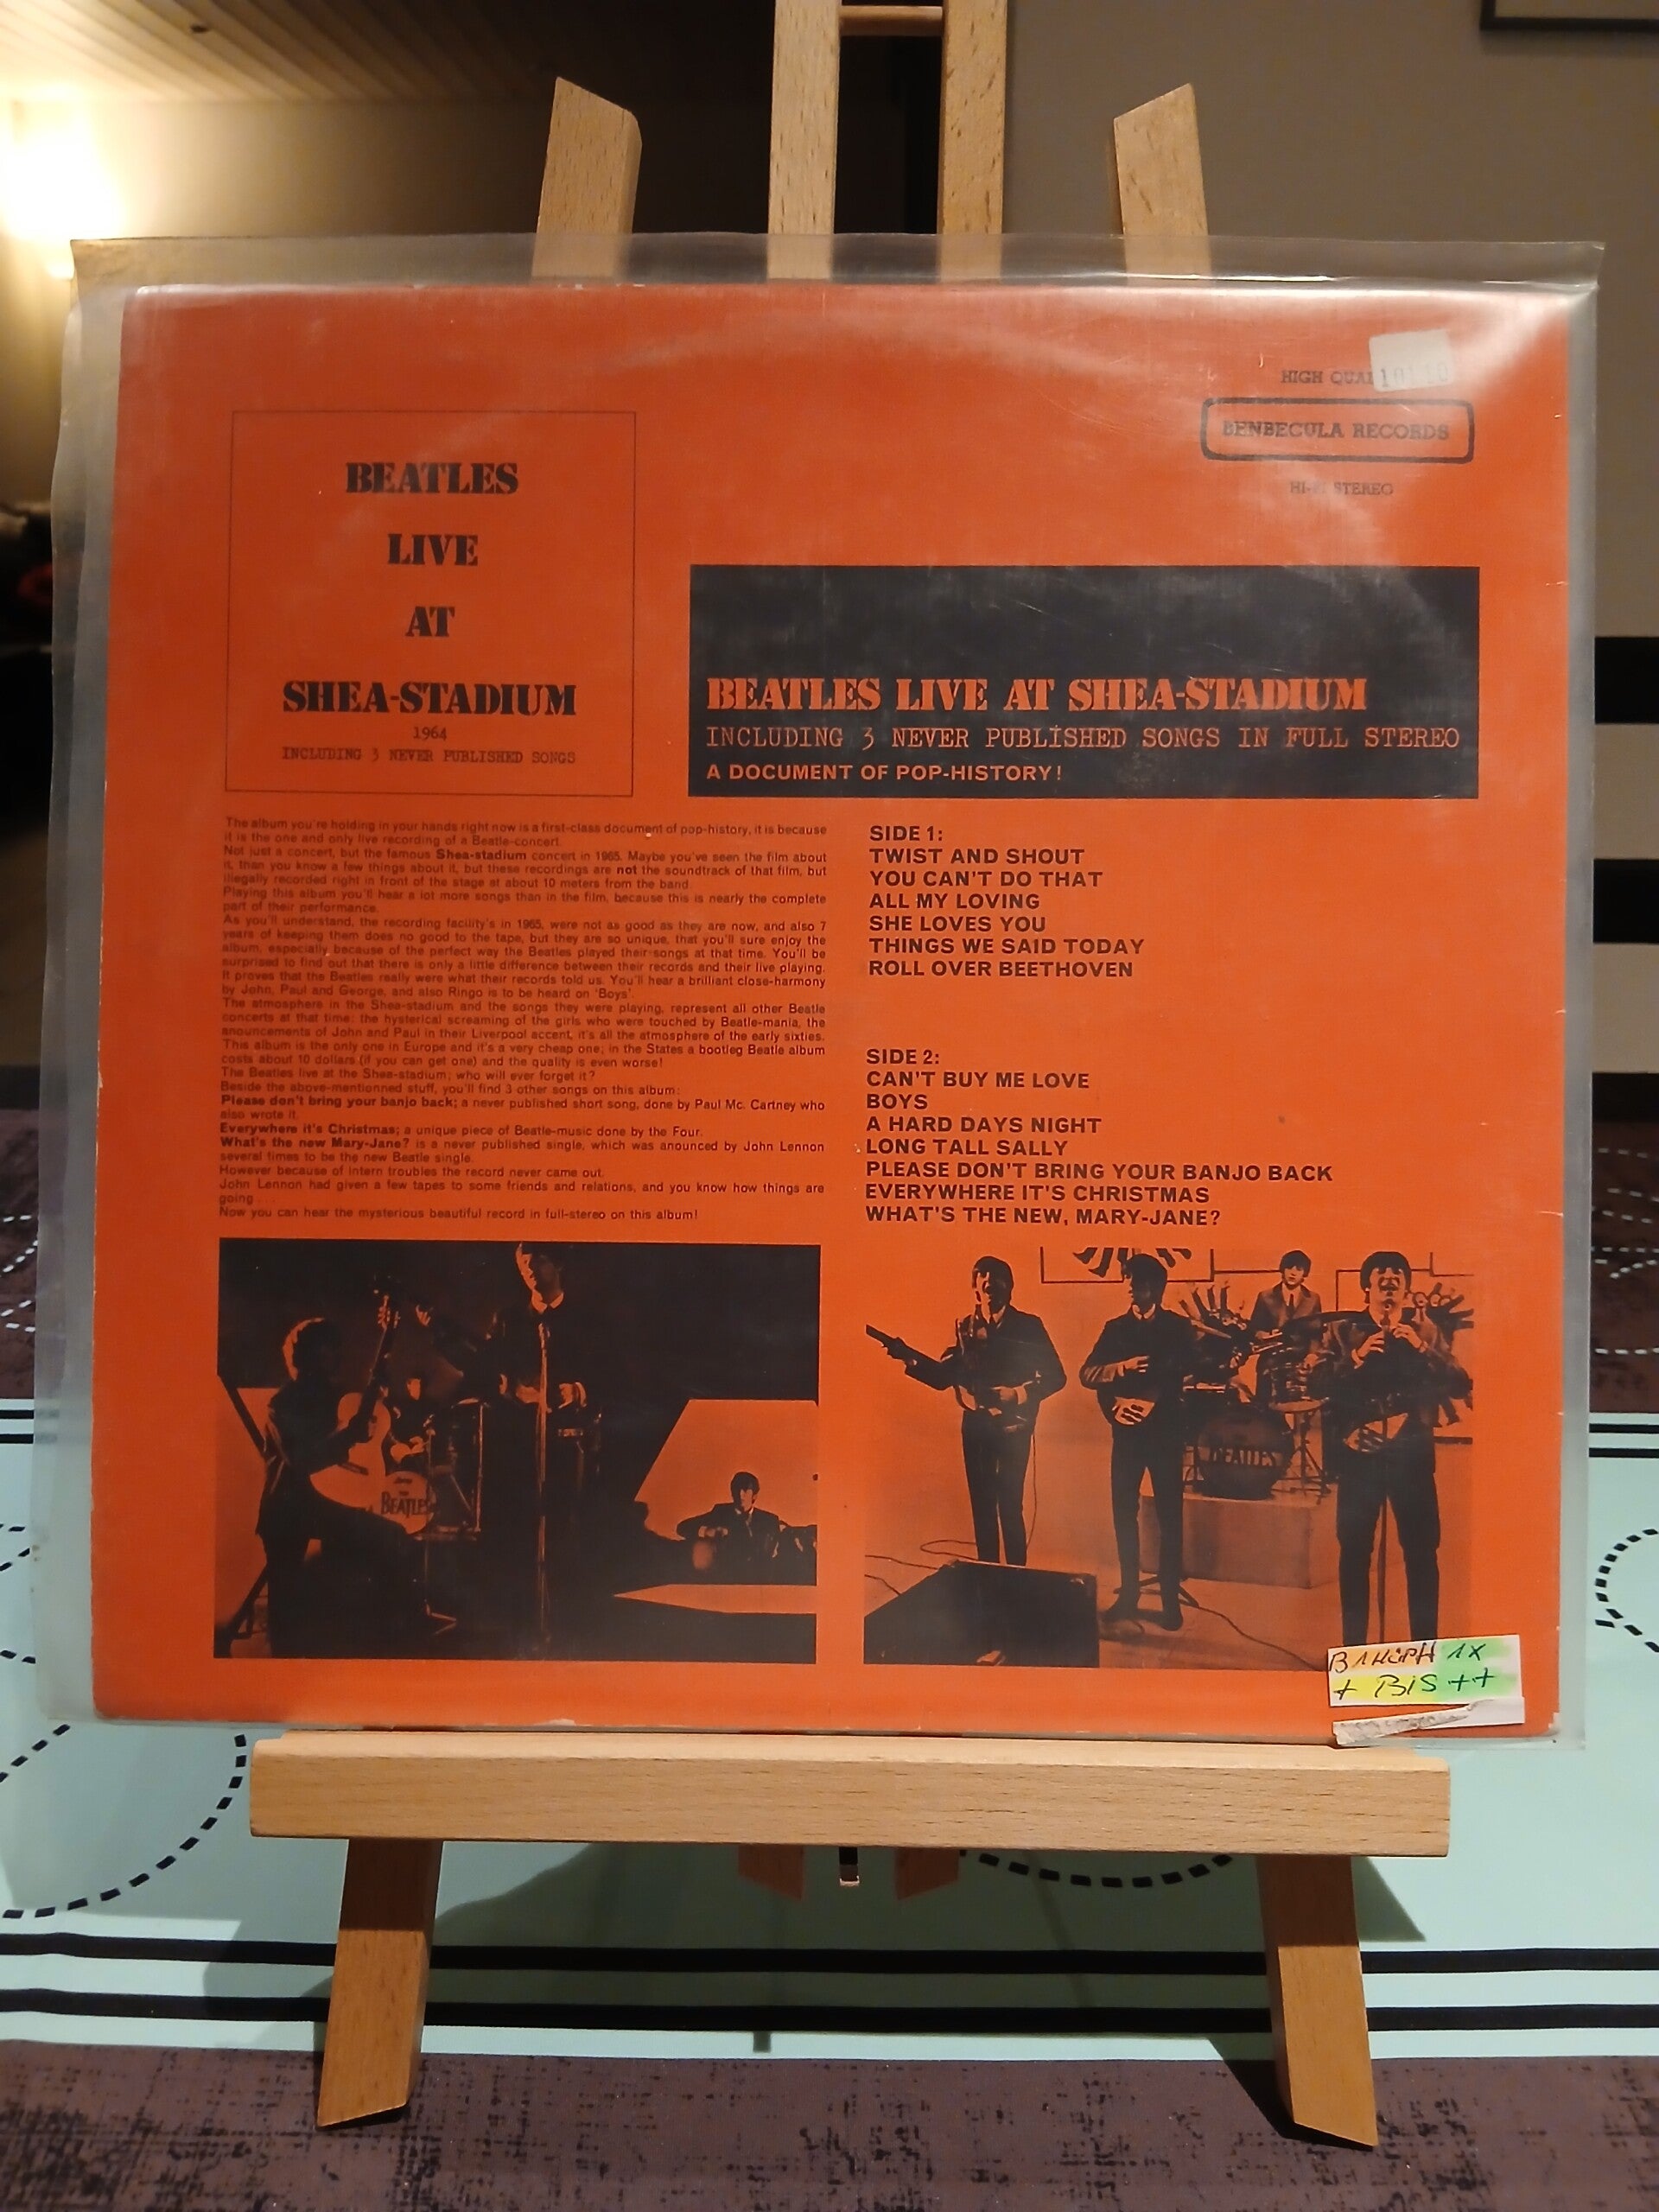 HIGH
BENBECULA RECORDS
HI-FI STEREO
BEATLES
LIVE
AT
SHEA-STADIUM
1964
INCLUDING 3 NEVER PUBLISHED SONGS
BEATLES LIVE AT SHEA-STADIUM
INCLUDING 3 NEVER PUBLISHED SONGS IN FULL STEREO
A DOCUMENT OF POP-HISTORY!
The album you're holding in your hands right now is a first-class document of pop-history, it is because
it is the one and only live recording of a Beatle-concert.
Not just a concert, but the famous Shea-stadium concert in 1965. Maybe you've seen the film about
it, than you know a few things about it, but these recordings are not the soundtrack of that film, but
illegally recorded right in front of the stage at about 10 meters from the band.
Playing this album you'll hear a lot more songs than in the film, because this is nearly the complete
part of their performance.
As you'll understand, the recording facility's in 1965, were not as good as they are now, and also 7
years of keeping them does no good to the tape, but they are so unique, that you'll sure enjoy the
album, especially because of the perfect way the Beatles played their songs at that time. You'll be
surprised to find out that there is only a little difference between their records and their live playing.
It proves that the Beatles really were what their records told us. You'll hear a brilliant close-harmony
by John, Paul and George, and also Ringo is to be heard on 'Boys'.
The atmosphere in the Shea-stadium and the songs they were playing, represent all other Beatle
concerts at that time: the hysterical screaming of the girls who were touched by Beatle-mania, the
anouncements of John and Paul in their Liverpool accent, it's all the atmosphere of the early sixties.
This album is the only one in Europe and it's a very cheap one; in the States a bootleg Beatle album
costs about 10 dollars (if you can get one) and the quality is even worse!
The Beatles live at the Shea-stadium; who will ever forget it?
Beside the above-mentionned stuff, you'll find 3 other songs on this album:
Please don't bring your banjo back; a never published short song, done by Paul Mc. Cartney who
also wrote it.
Everywhere it's Christmas; a unique piece of Beatle-music done by the Four.
What's the new Mary-Jane? is a never published single, which was anounced by John Lennon
several times to be the new Beatle single.
However because of intern troubles the record never came out.
John Lennon had given a few tapes to some friends and relations, and you know how things are
going . . .
Now you can hear the mysterious beautiful record in full-stereo on this album!
SIDE 1:
TWIST AND SHOUT
YOU CAN'T DO THAT
ALL MY LOVING
SHE LOVES YOU
THINGS WE SAID TODAY
ROLL OVER BEETHOVEN
SIDE 2:
CAN'T BUY ME LOVE
BOYS
A HARD DAYS NIGHT
LONG TALL SALLY
PLEASE DON'T BRING YOUR BANJO BACK
EVERYWHERE IT'S CHRISTMAS
WHAT'S THE NEW, MARY-JANE?
THE
BEATLES
BEATLES
1X
+ BIS ++